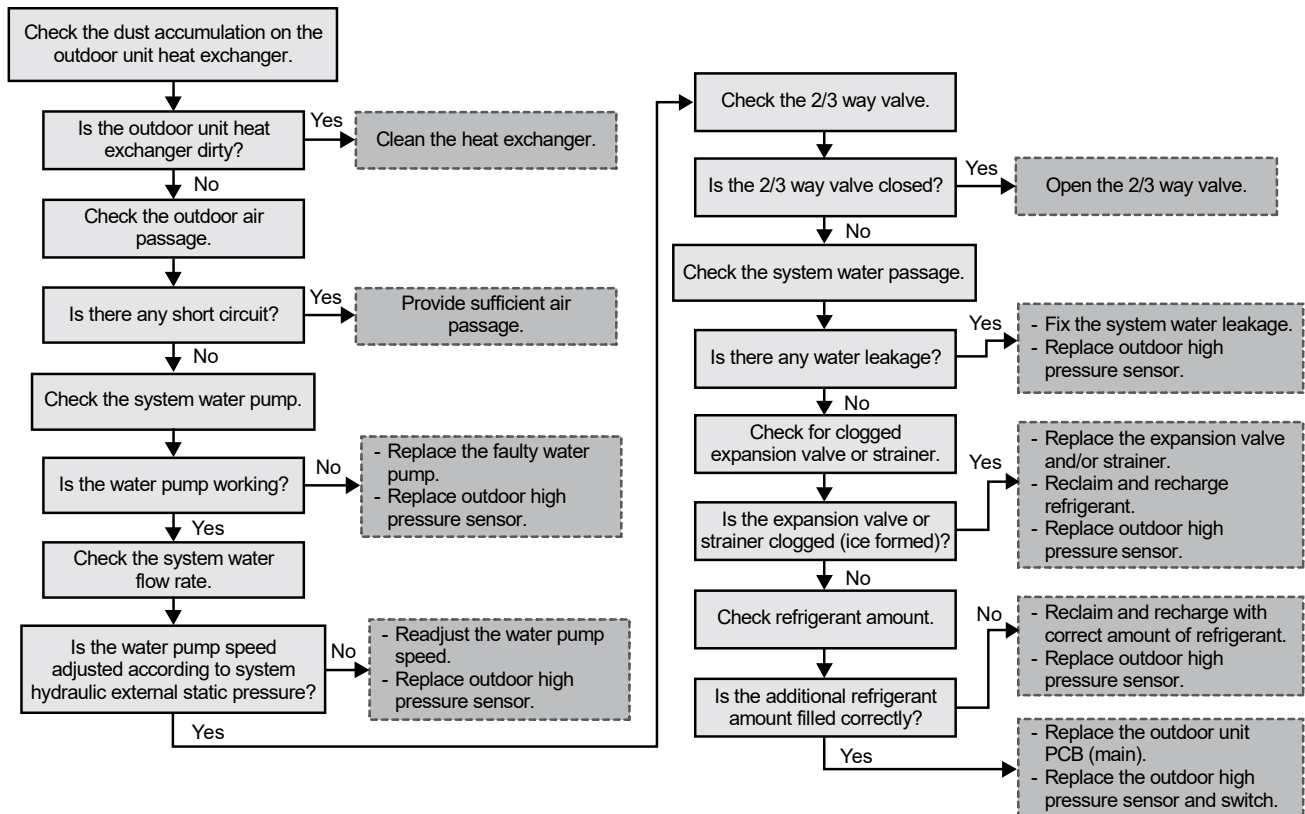 Check the dust accumulation on the
outdoor unit heat exchanger.
Is the outdoor unit heat
exchanger dirty?
Yes
Clean the heat exchanger.
No
Check the outdoor air
passage.
Is there any short circuit?
Yes
Provide sufficient air
passage.
No
Check the system water pump.
Is the water pump working?
No
- Replace the faulty water
pump.
- Replace outdoor high
pressure sensor.
Yes
Check the system water
flow rate.
Is the water pump speed
adjusted according to system
hydraulic external static pressure?
No
- Readjust the water pump
speed.
- Replace outdoor high
pressure sensor.
Yes
Check the 2/3 way valve.
Is the 2/3 way valve closed?
Yes
Open the 2/3 way valve.
No
Check the system water passage.
Is there any water leakage?
Yes
- Fix the system water leakage.
- Replace outdoor high
pressure sensor.
No
Check for clogged
expansion valve or strainer.
Is the expansion valve or
strainer clogged (ice formed)?
Yes
- Replace the expansion valve
and/or strainer.
- Reclaim and recharge
refrigerant.
- Replace outdoor high
pressure sensor.
No
Check refrigerant amount.
Is the additional refrigerant
amount filled correctly?
No
- Reclaim and recharge with
correct amount of refrigerant.
- Replace outdoor high
pressure sensor.
Yes
- Replace the outdoor unit
PCB (main).
- Replace the outdoor high
pressure sensor and switch.